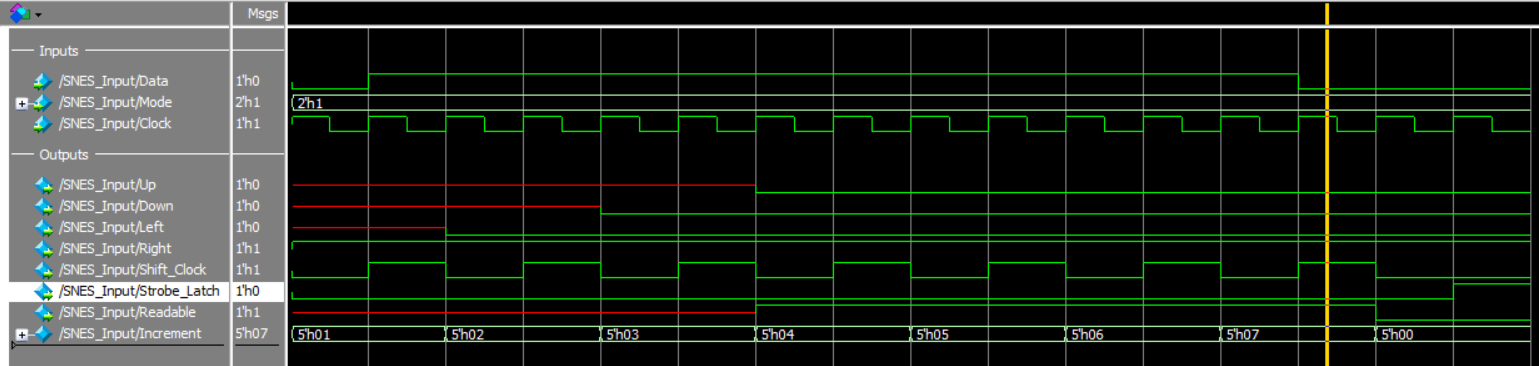 Msgs
Inputs
/SNES_Input/Data 1'h0
/SNES_Input/Mode 2'h1 2'h1
/SNES_Input/Clock 1'h1
Outputs
/SNES_Input/Up 1'h0
/SNES_Input/Down 1'h0
/SNES_Input/Left 1'h0
/SNES_Input/Right 1'h1
/SNES_Input/Shift_Clock 1'h1
/SNES_Input/Strobe_Latch 1'h0
/SNES_Input/Readable 1'h1
/SNES_Input/Increment 5'h07 5'h01 5'h02 5'h03 5'h04 5'h05 5'h06 5'h07 5'h00